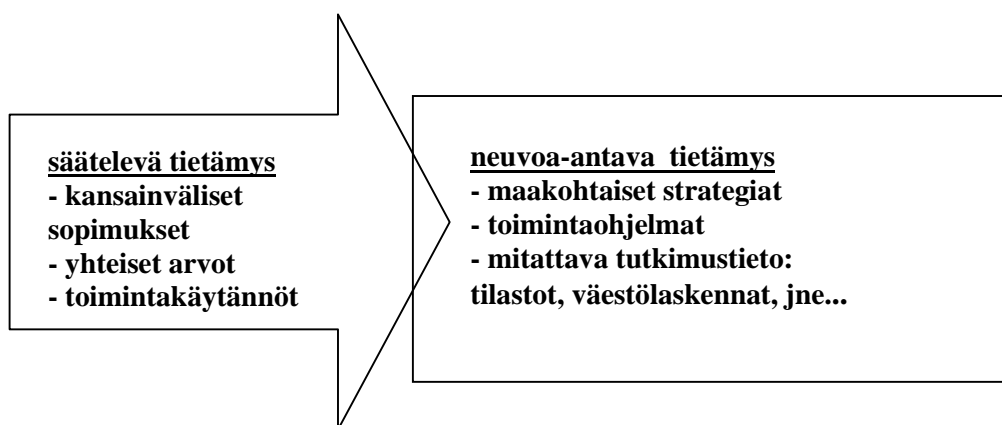 säätelevä tietämys
- kansainväliset
sopimukset
- yhteiset arvot
- toimintakäytännöt
neuvoa-antava tietämys
- maakohtaiset strategiat
- toimintaohjelmat
- mitattava tutkimustieto:
tilastot, väestölaskennat, jne...